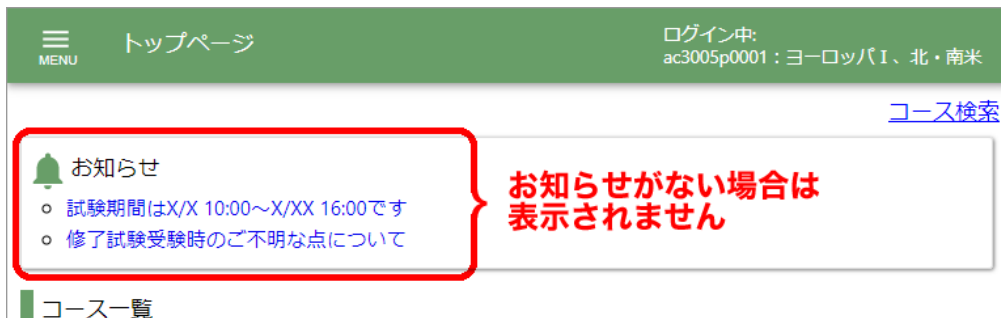 MENU
トップページ
ログイン中:
ac3005p0001：ヨーロッパⅠ、北・南米
コース検索
お知らせ
試験期間はX/X 10:00～X/XX 16:00です
修了試験受験時のご不明な点について
お知らせがない場合は
表示されません
コース一覧